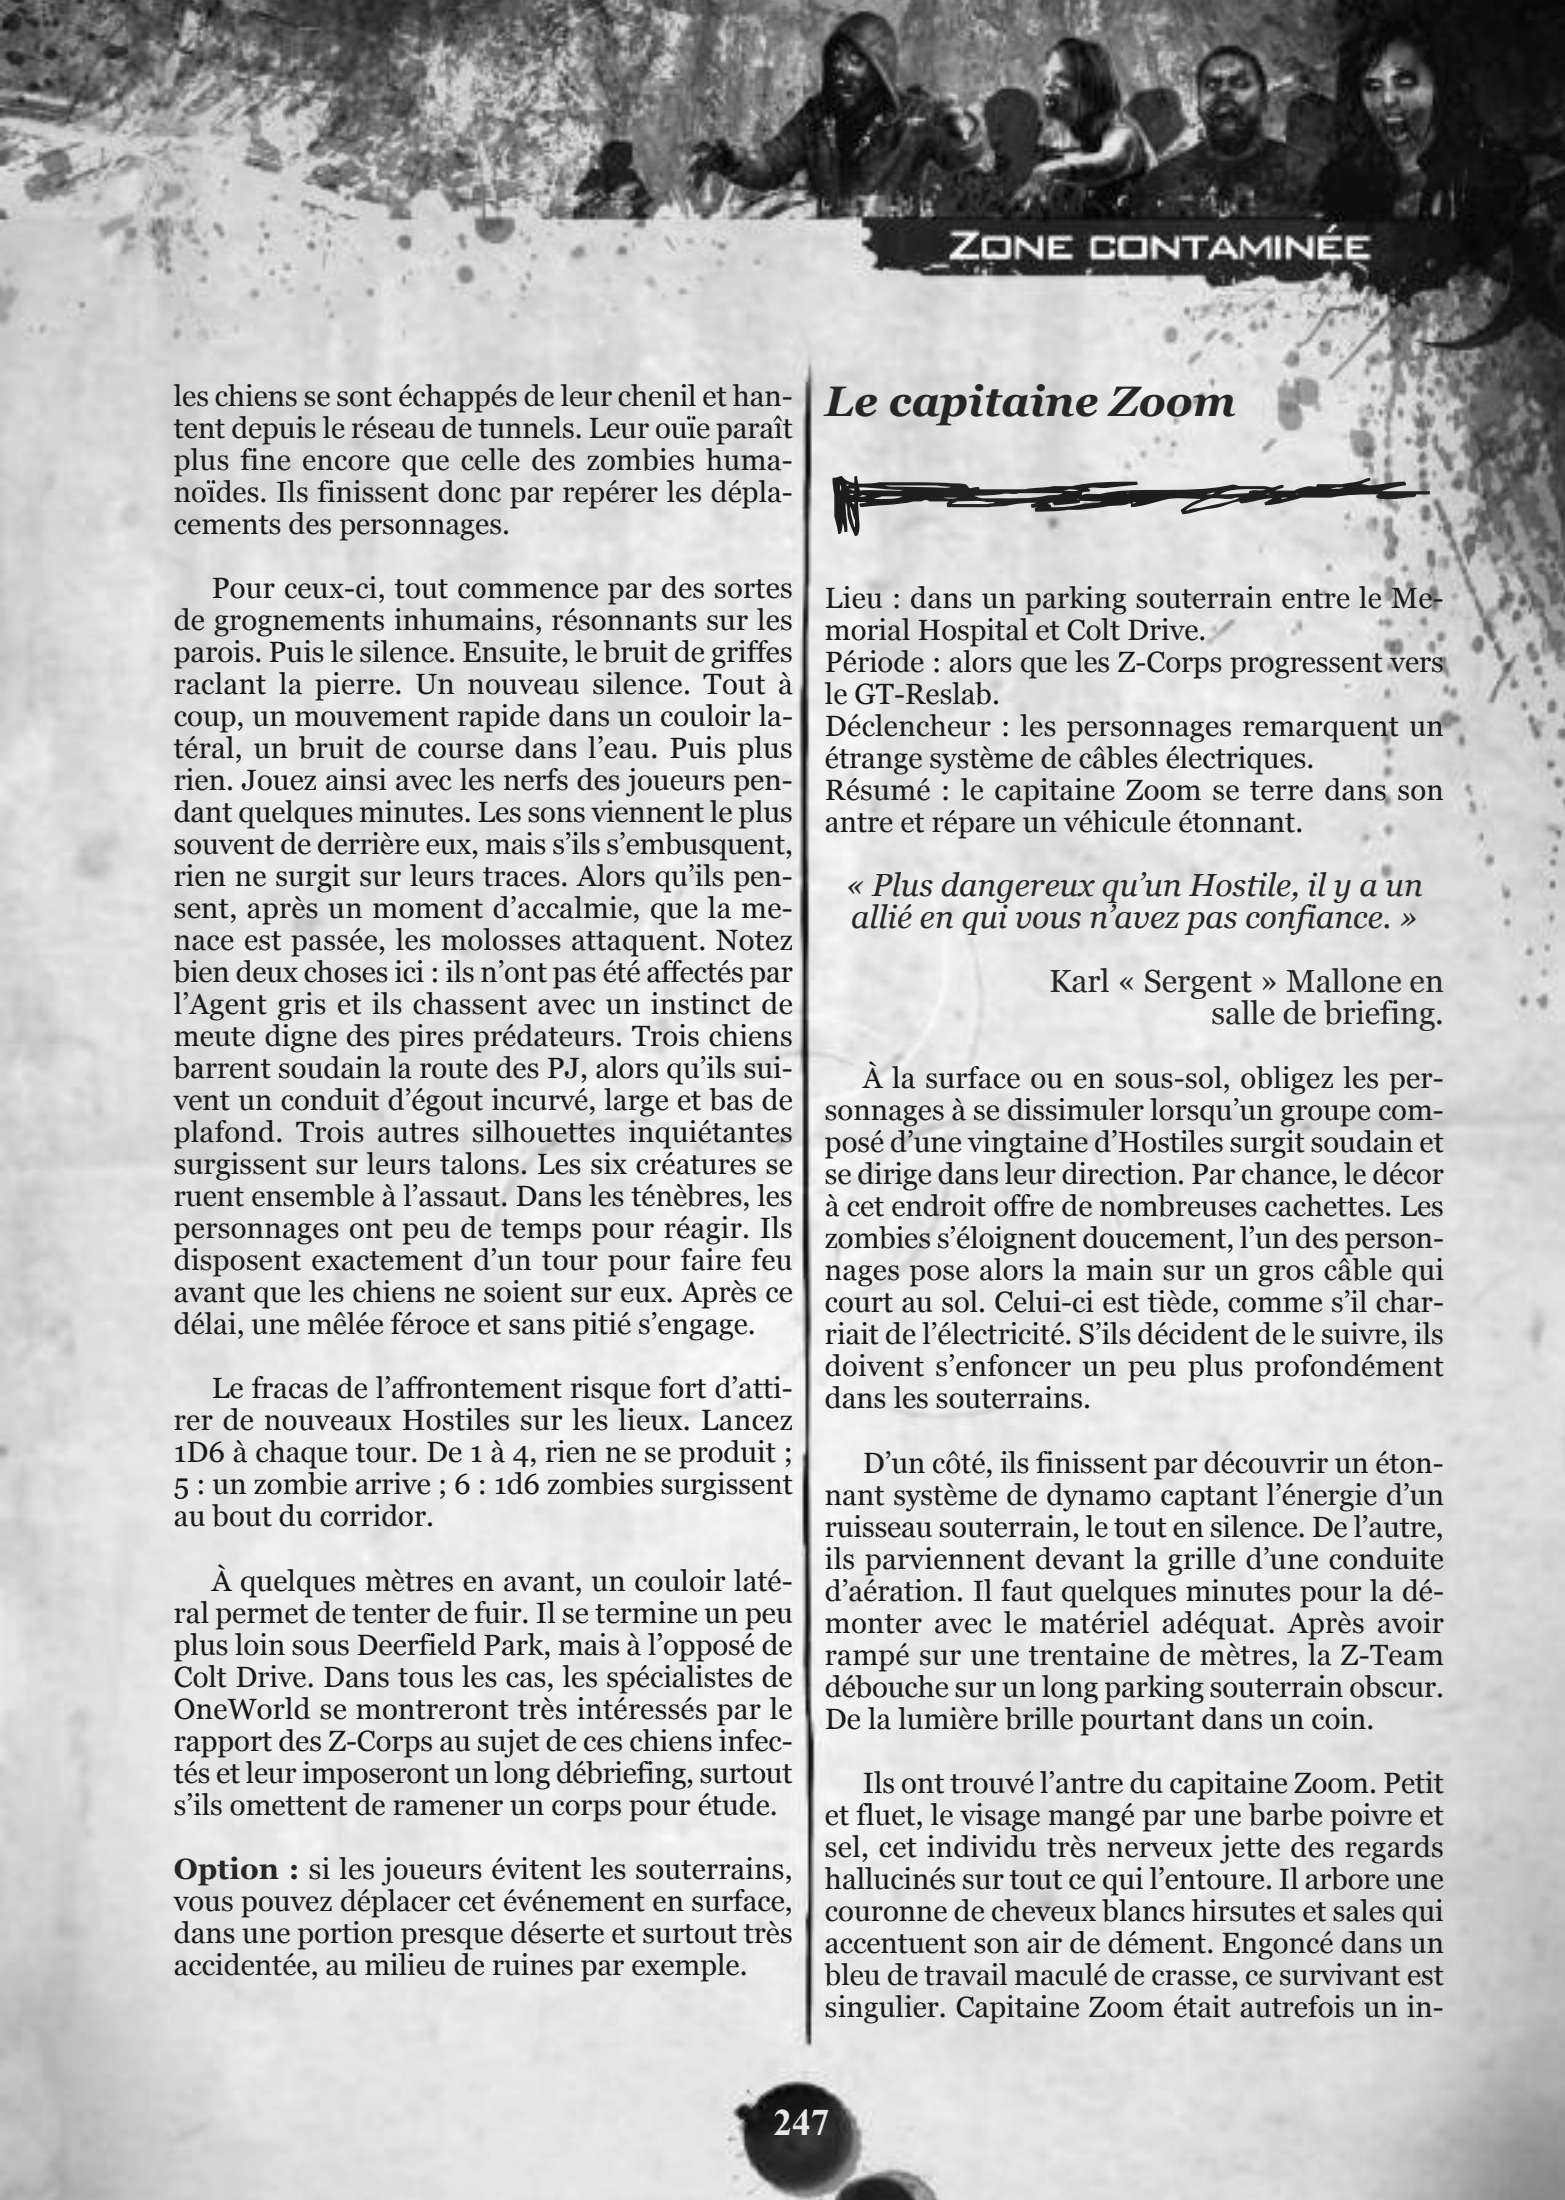 ZONE CONTAMINÉE
les chiens se sont échappés de leur chenil et han-
tent depuis le réseau de tunnels. Leur ouïe paraît
plus fine encore que celle des zombies huma-
noïdes. Ils finissent donc par repérer les dépla-
cements des personnages.
Pour ceux-ci, tout commence par des sortes
de grognements inhumains, résonnants sur les
parois. Puis le silence. Ensuite, le bruit de griffes
raclant la pierre. Un nouveau silence. Tout à
coup, un mouvement rapide dans un couloir la-
téral, un bruit de course dans l'eau. Puis plus
rien. Jouez ainsi avec les nerfs des joueurs pen-
dant quelques minutes. Les sons viennent le plus
souvent de derrière eux, mais s'ils s'embusquent,
rien ne surgit sur leurs traces. Alors qu'ils pen-
sent, après un moment d'accalmie, que la me-
nace est passée, les molosses attaquent. Notez
bien deux choses ici : ils n'ont pas été affectés par
l'Agent gris et ils chassent avec un instinct de
meute digne des pires prédateurs. Trois chiens
barrent soudain la route des PJ, alors qu'ils sui-
vent un conduit d'égout incurvé, large et bas de
plafond. Trois autres silhouettes inquiétantes
surgissent sur leurs talons. Les six créatures se
ruent ensemble à l'assaut. Dans les ténèbres, les
personnages ont peu de temps pour réagir. Ils
disposent exactement d'un tour pour faire feu
avant que les chiens ne soient sur eux. Après ce
délai, une mêlée féroce et sans pitié s'engage.
Le fracas de l'affrontement risque fort d'atti-
rer de nouveaux Hostiles sur les lieux. Lancez
1D6 à chaque tour. De 1 à 4, rien ne se produit ;
5 : un zombie arrive ; 6 : 1d6 zombies surgissent
au bout du corridor.
À quelques mètres en avant, un couloir laté-
ral permet de tenter de fuir. Il se termine un peu
plus loin sous Deerfield Park, mais à l'opposé de
Colt Drive. Dans tous les cas, les spécialistes de
OneWorld se montreront très intéressés par le
rapport des Z-Corps au sujet de ces chiens infec-
tés et leur imposeront un long débriefing, surtout
s'ils omettent de ramener un corps pour étude.
Option : si les joueurs évitent les souterrains,
vous pouvez déplacer cet événement en surface,
dans une portion presque déserte et surtout très
accidentée, au milieu de ruines par exemple.
Le capitaine Zoom
Lieu : dans un parking souterrain entre le Me-
morial Hospital et Colt Drive.
Période : alors que les Z-Corps progressent vers
le GT-Reslab.
Déclencheur : les personnages remarquent un
étrange système de câbles électriques.
Résumé : le capitaine Zoom se terre dans son
antre et répare un véhicule étonnant.
« Plus dangereux qu'un Hostile, il y a un
allié en qui vous n'avez pas confiance. »
Karl « Sergent » Mallone en
salle de briefing.
À la surface ou en sous-sol, obligez les per-
sonnages à se dissimuler lorsqu'un groupe com-
posé d'une vingtaine d'Hostiles surgit soudain et
se dirige dans leur direction. Par chance, le décor
à cet endroit offre de nombreuses cachettes. Les
zombies s'éloignent doucement, l'un des person-
nages pose alors la main sur un gros câble qui
court au sol. Celui-ci est tiède, comme s'il char-
riait de l'électricité. S'ils décident de le suivre, ils
doivent s'enfoncer un peu plus profondément
dans les souterrains.
D'un côté, ils finissent par découvrir un éton-
nant système de dynamo captant l'énergie d'un
ruisseau souterrain, le tout en silence. De l'autre,
ils parviennent devant la grille d'une conduite
d'aération. Il faut quelques minutes pour la dé-
monter avec le matériel adéquat. Après avoir
rampé sur une trentaine de mètres, la Z-Team
débouche sur un long parking souterrain obscur.
De la lumière brille pourtant dans un coin.
Ils ont trouvé l'antre du capitaine Zoom. Petit
et fluet, le visage mangé par une barbe poivre et
sel, cet individu très nerveux jette des regards
hallucinés sur tout ce qui l'entoure. Il arbore une
couronne de cheveux blancs hirsutes et sales qui
accentuent son air de dément. Engoncé dans un
bleu de travail maculé de crasse, ce survivant est
singulier. Capitaine Zoom était autrefois un in-
247